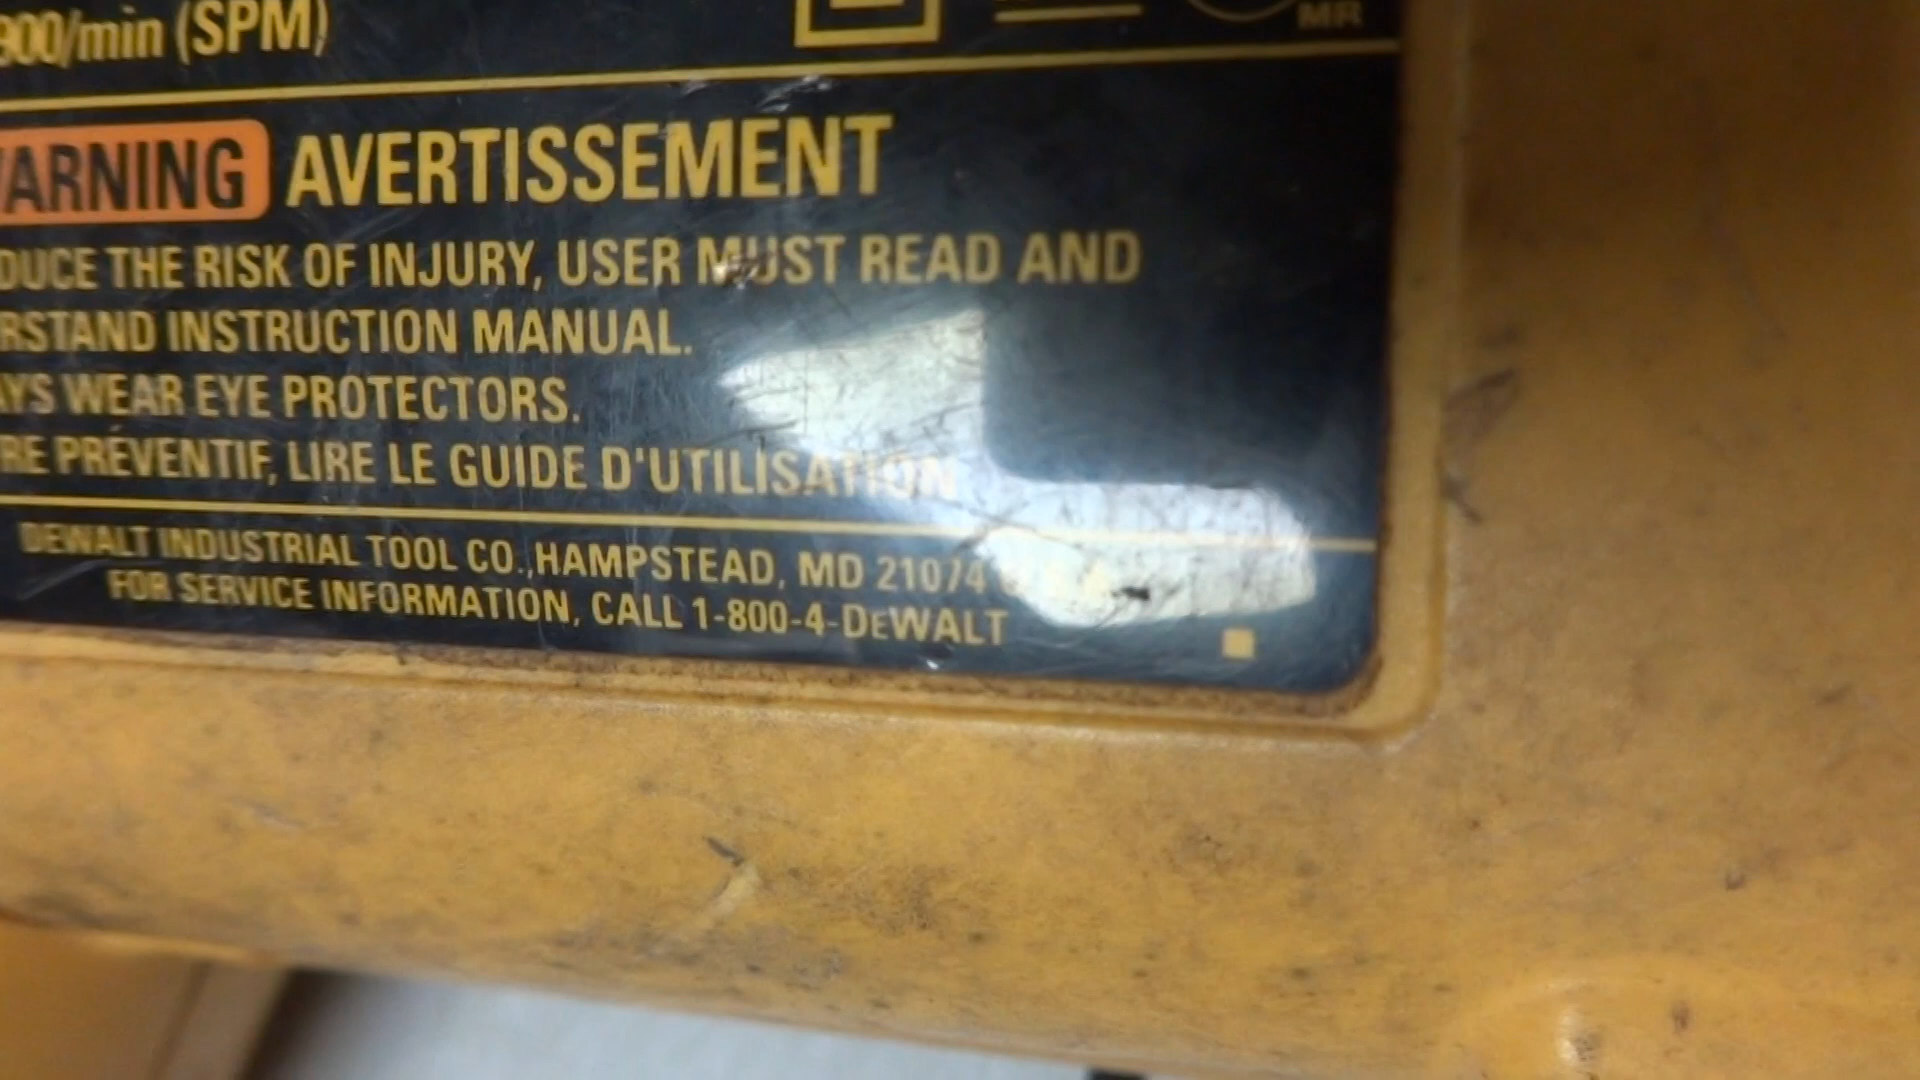 /min (SPM)
MR
WARNING AVERTISSEMENT
DUCE THE RISK OF INJURY, USER MUST READ AND
RSTAND INSTRUCTION MANUAL.
AYS WEAR EYE PROTECTORS.
RE PRÉVENTIF, LIRE LE GUIDE D'UTILISATION
DEWALT INDUSTRIAL TOOL CO., HAMPSTEAD, MD 21074
FOR SERVICE INFORMATION, CALL 1-800-4-DEWALT